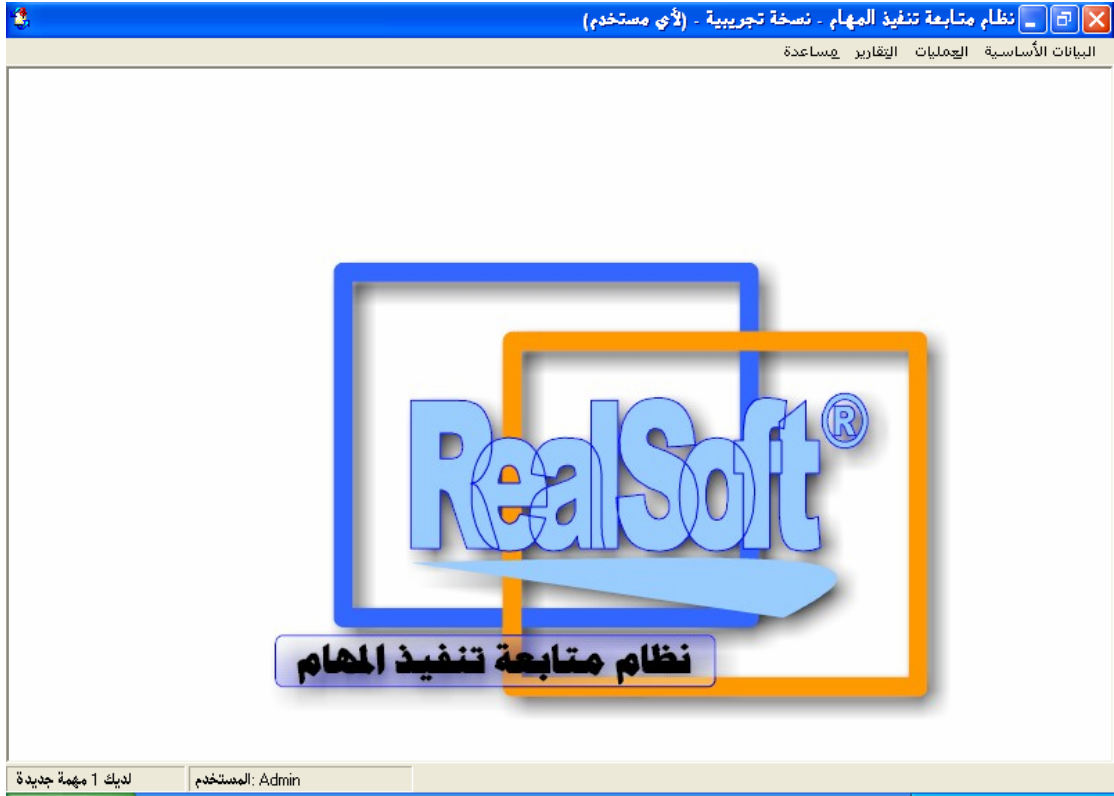 نظام متابعة تنفيذ المهام - نسخة تجريبية - (لأي مستخدم)
البيانات الأساسية العمليات التقارير مساعدة
RealSoft®
نظام متابعة تنفيذ المهام
المستخدم: Admin
لديك 1 مهمة جديدة